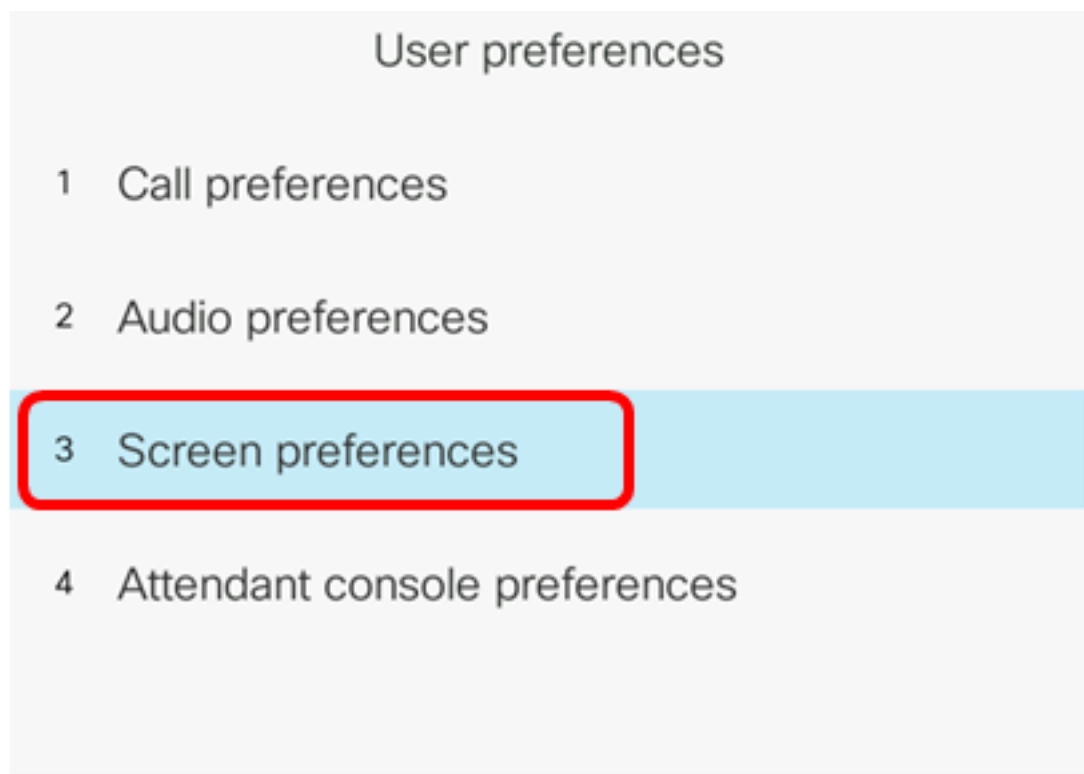 User preferences
1 Call preferences
2 Audio preferences
3 Screen preferences
4 Attendant console preferences